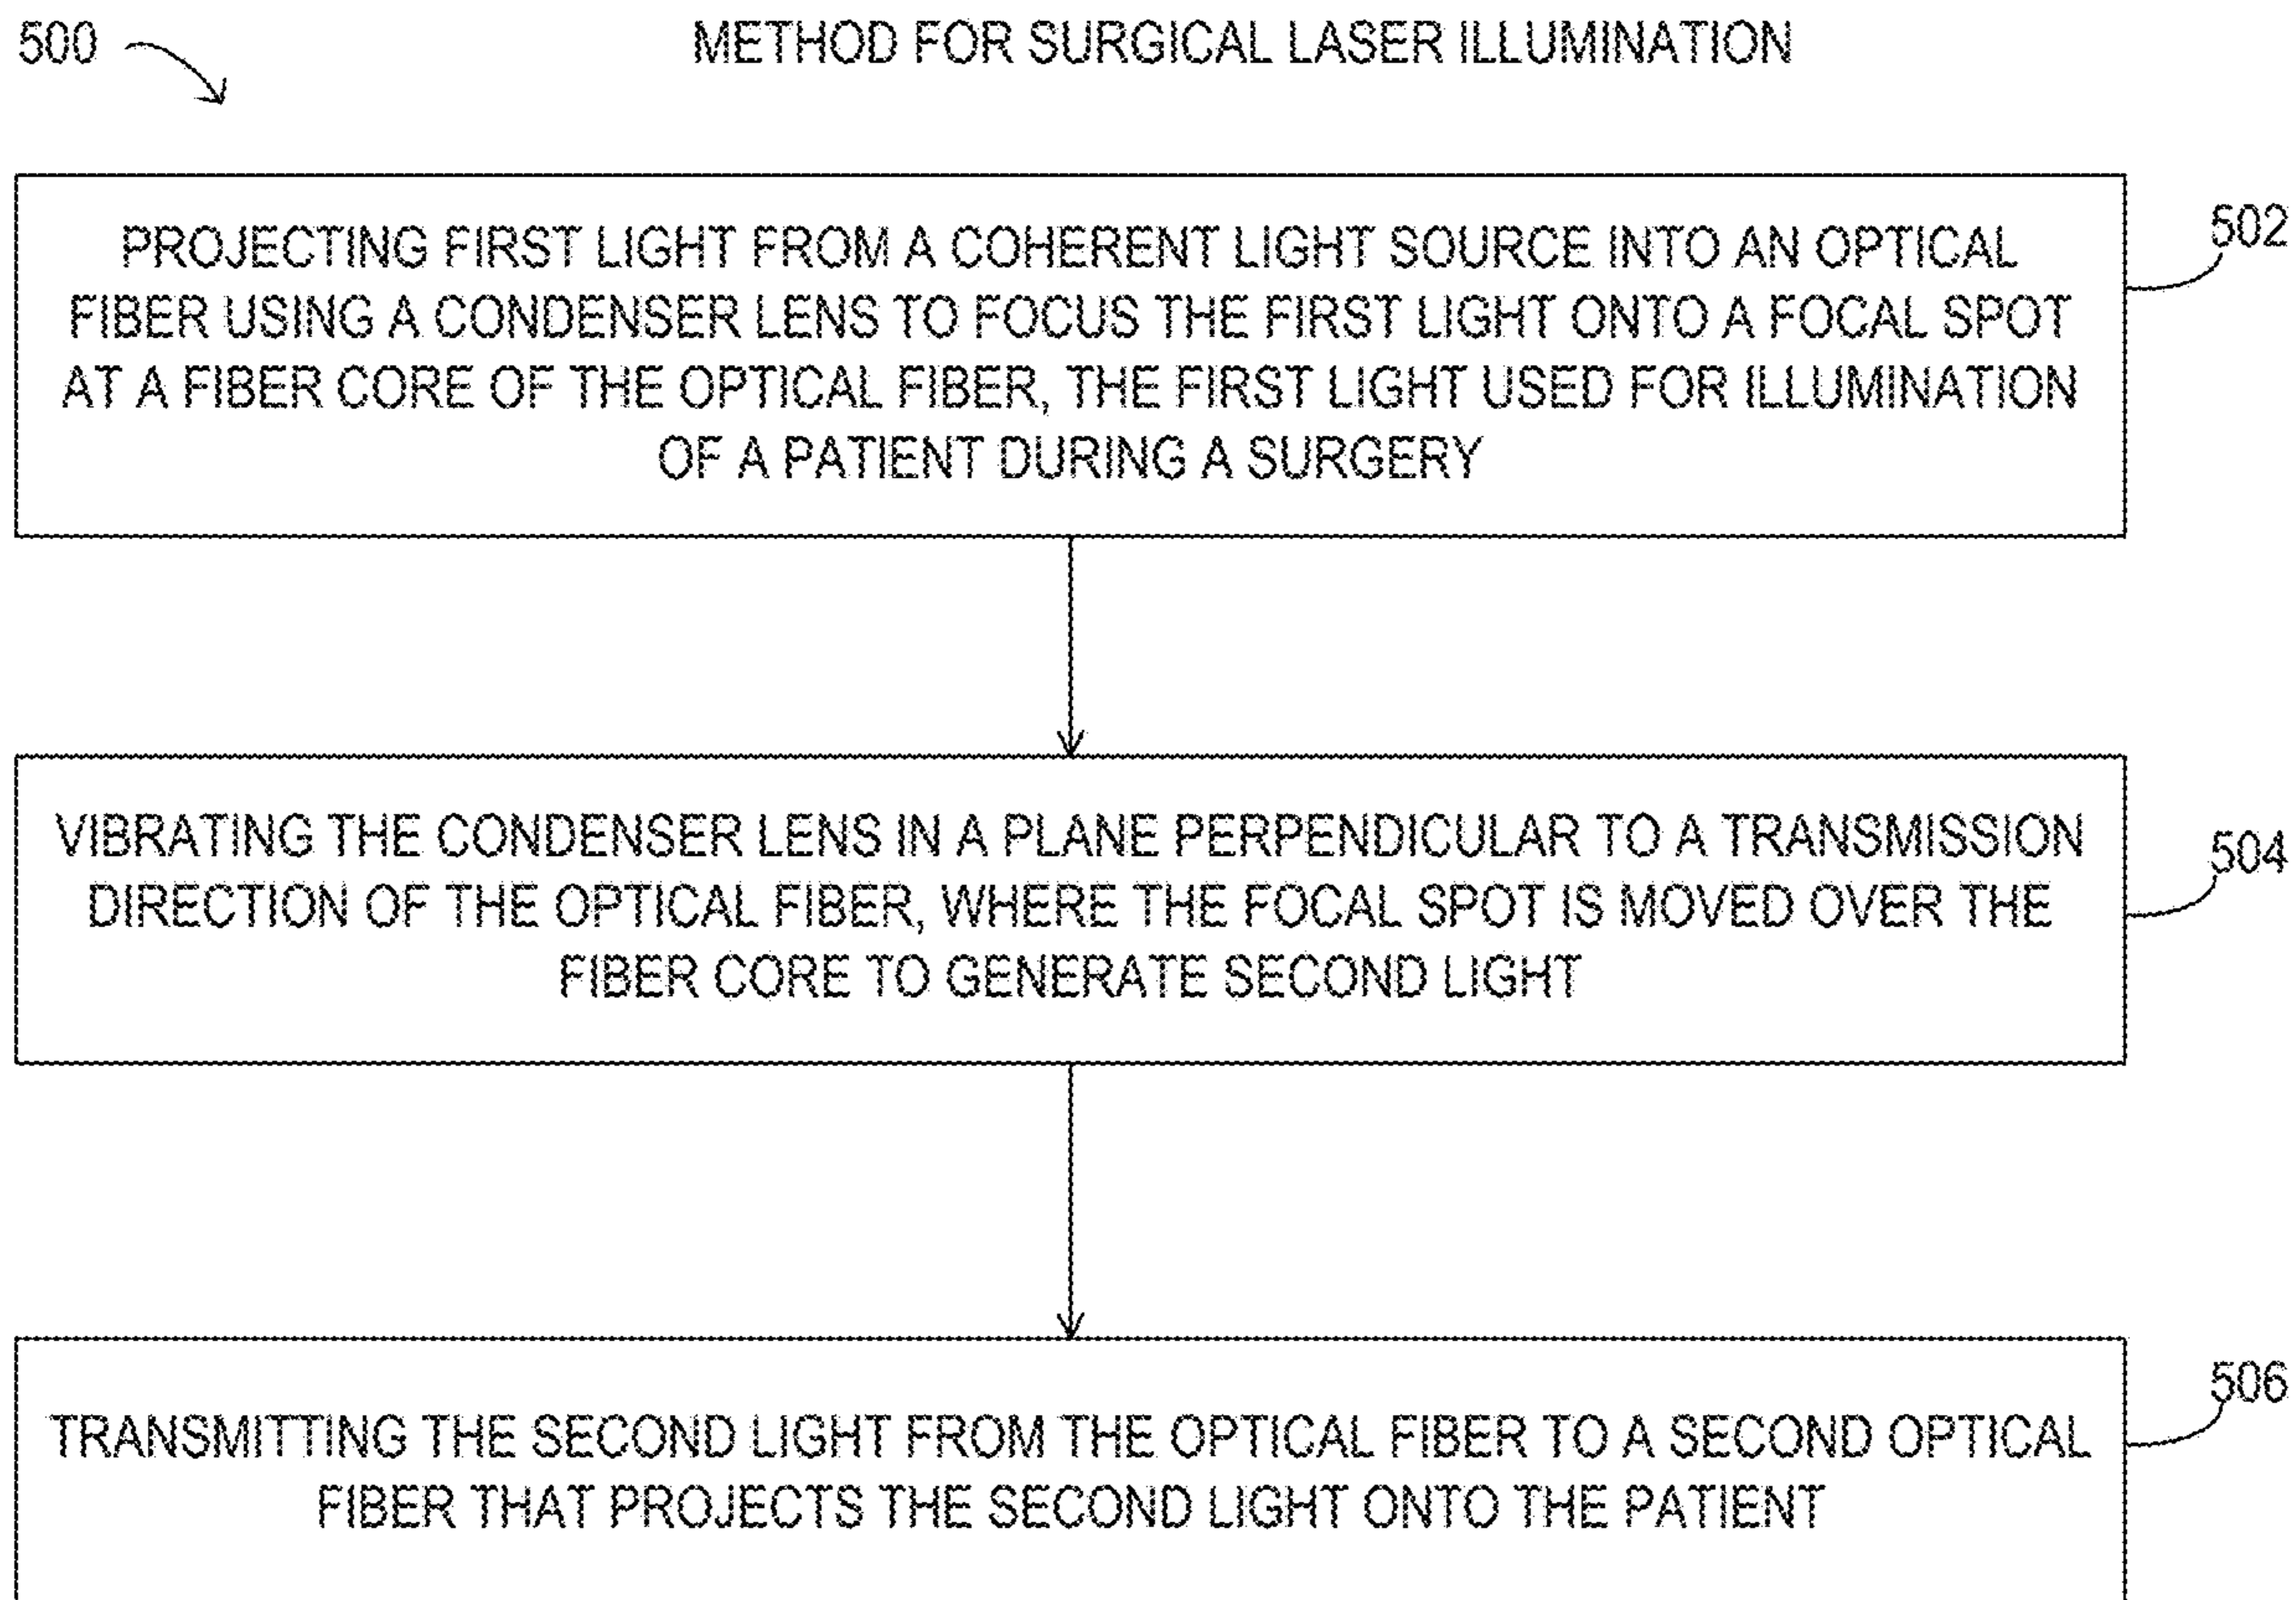 500
METHOD FOR SURGICAL LASER ILLUMINATION
502
PROJECTING FIRST LIGHT FROM A COHERENT LIGHT SOURCE INTO AN OPTICAL
FIBER USING A CONDENSER LENS TO FOCUS THE FIRST LIGHT ONTO A FOCAL SPOT
AT A FIBER CORE OF THE OPTICAL FIBER, THE FIRST LIGHT USED FOR ILLUMINATION
OF A PATIENT DURING A SURGERY
504
VIBRATING THE CONDENSER LENS IN A PLANE PERPENDICULAR TO A TRANSMISSION
DIRECTION OF THE OPTICAL FIBER, WHERE THE FOCAL SPOT IS MOVED OVER THE
FIBER CORE TO GENERATE SECOND LIGHT
506
TRANSMITTING THE SECOND LIGHT FROM THE OPTICAL FIBER TO A SECOND OPTICAL
FIBER THAT PROJECTS THE SECOND LIGHT ONTO THE PATIENT